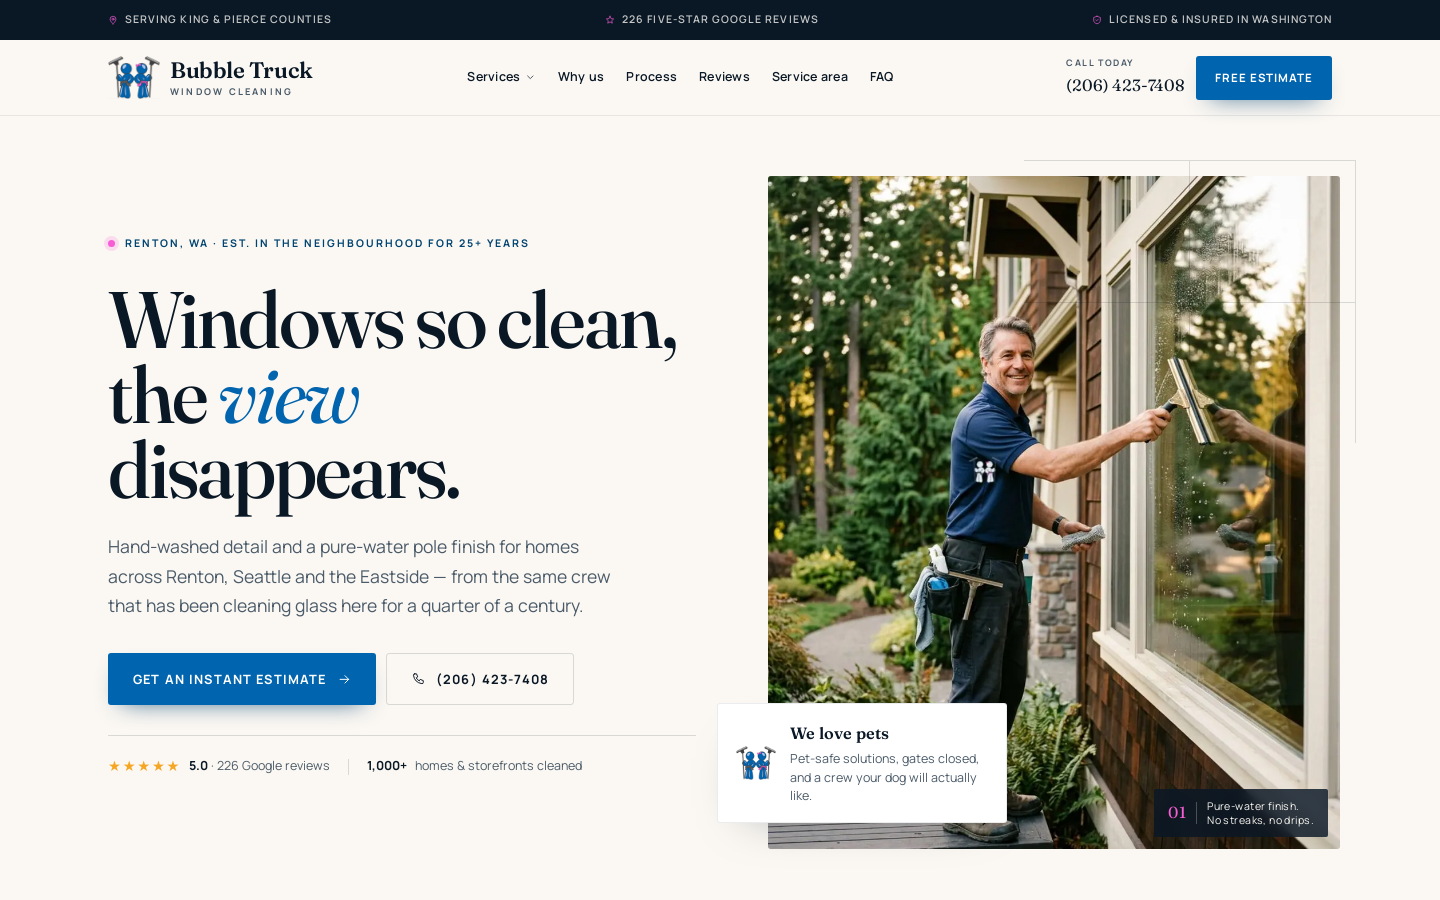 SERVING KING & PIERCE COUNTIES
226 FIVE-STAR GOOGLE REVIEWS
LICENSED & INSURED IN WASHINGTON
Bubble Truck
WINDOW CLEANING
Services
Why us
Process
Reviews
Service area
FAQ
CALL TODAY
(206) 423-7408
FREE ESTIMATE
RENTON, WA · EST. IN THE NEIGHBOURHOOD FOR 25+ YEARS
Windows so clean,
the view
disappears.
Hand-washed detail and a pure-water pole finish for homes
across Renton, Seattle and the Eastside — from the same crew
that has been cleaning glass here for a quarter of a century.
GET AN INSTANT ESTIMATE
(206) 423-7408
5.0 · 226 Google reviews
1,000+ homes & storefronts cleaned
We love pets
Pet-safe solutions, gates closed,
and a crew your dog will actually
like.
01
Pure-water finish.
No streaks, no drips.